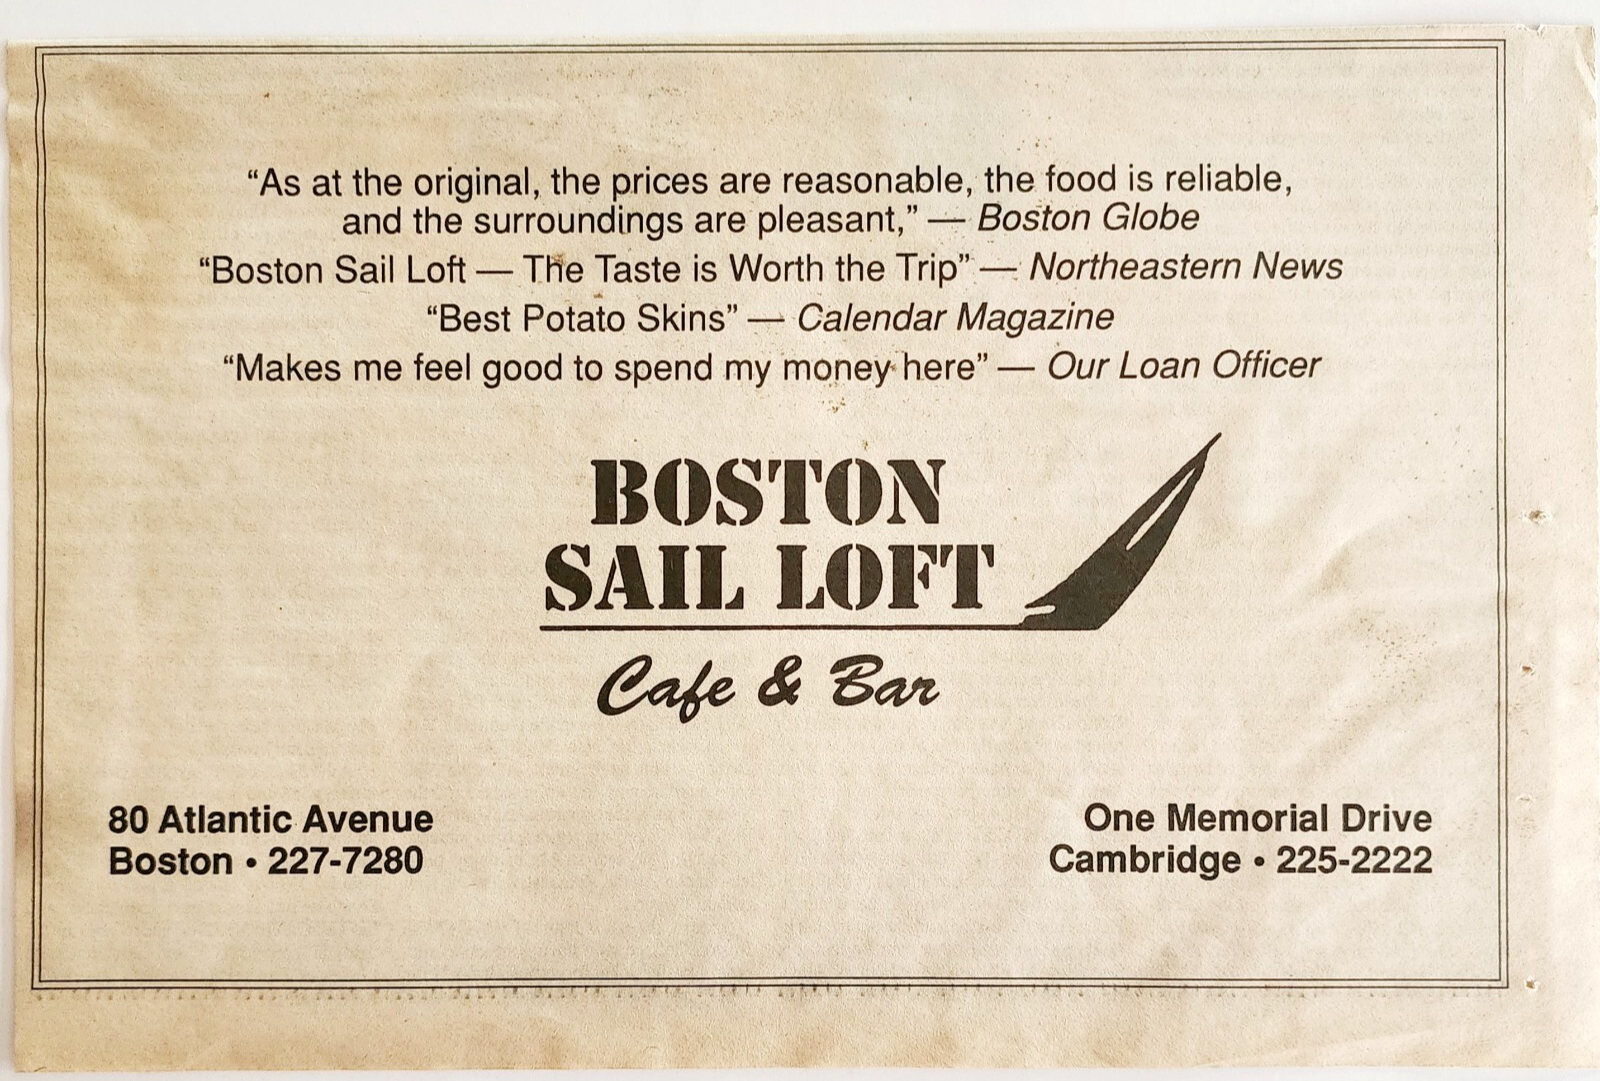 “As at the original, the prices are reasonable, the food is reliable,
and the surroundings are pleasant,” — Boston Globe
“Boston Sail Loft — The Taste is Worth the Trip” — Northeastern News
“Best Potato Skins” — Calendar Magazine
“Makes me feel good to spend my money here” — Our Loan Officer
BOSTON
SAIL LOFT
Cafe & Bar
80 Atlantic Avenue
Boston • 227-7280
One Memorial Drive
Cambridge • 225-2222